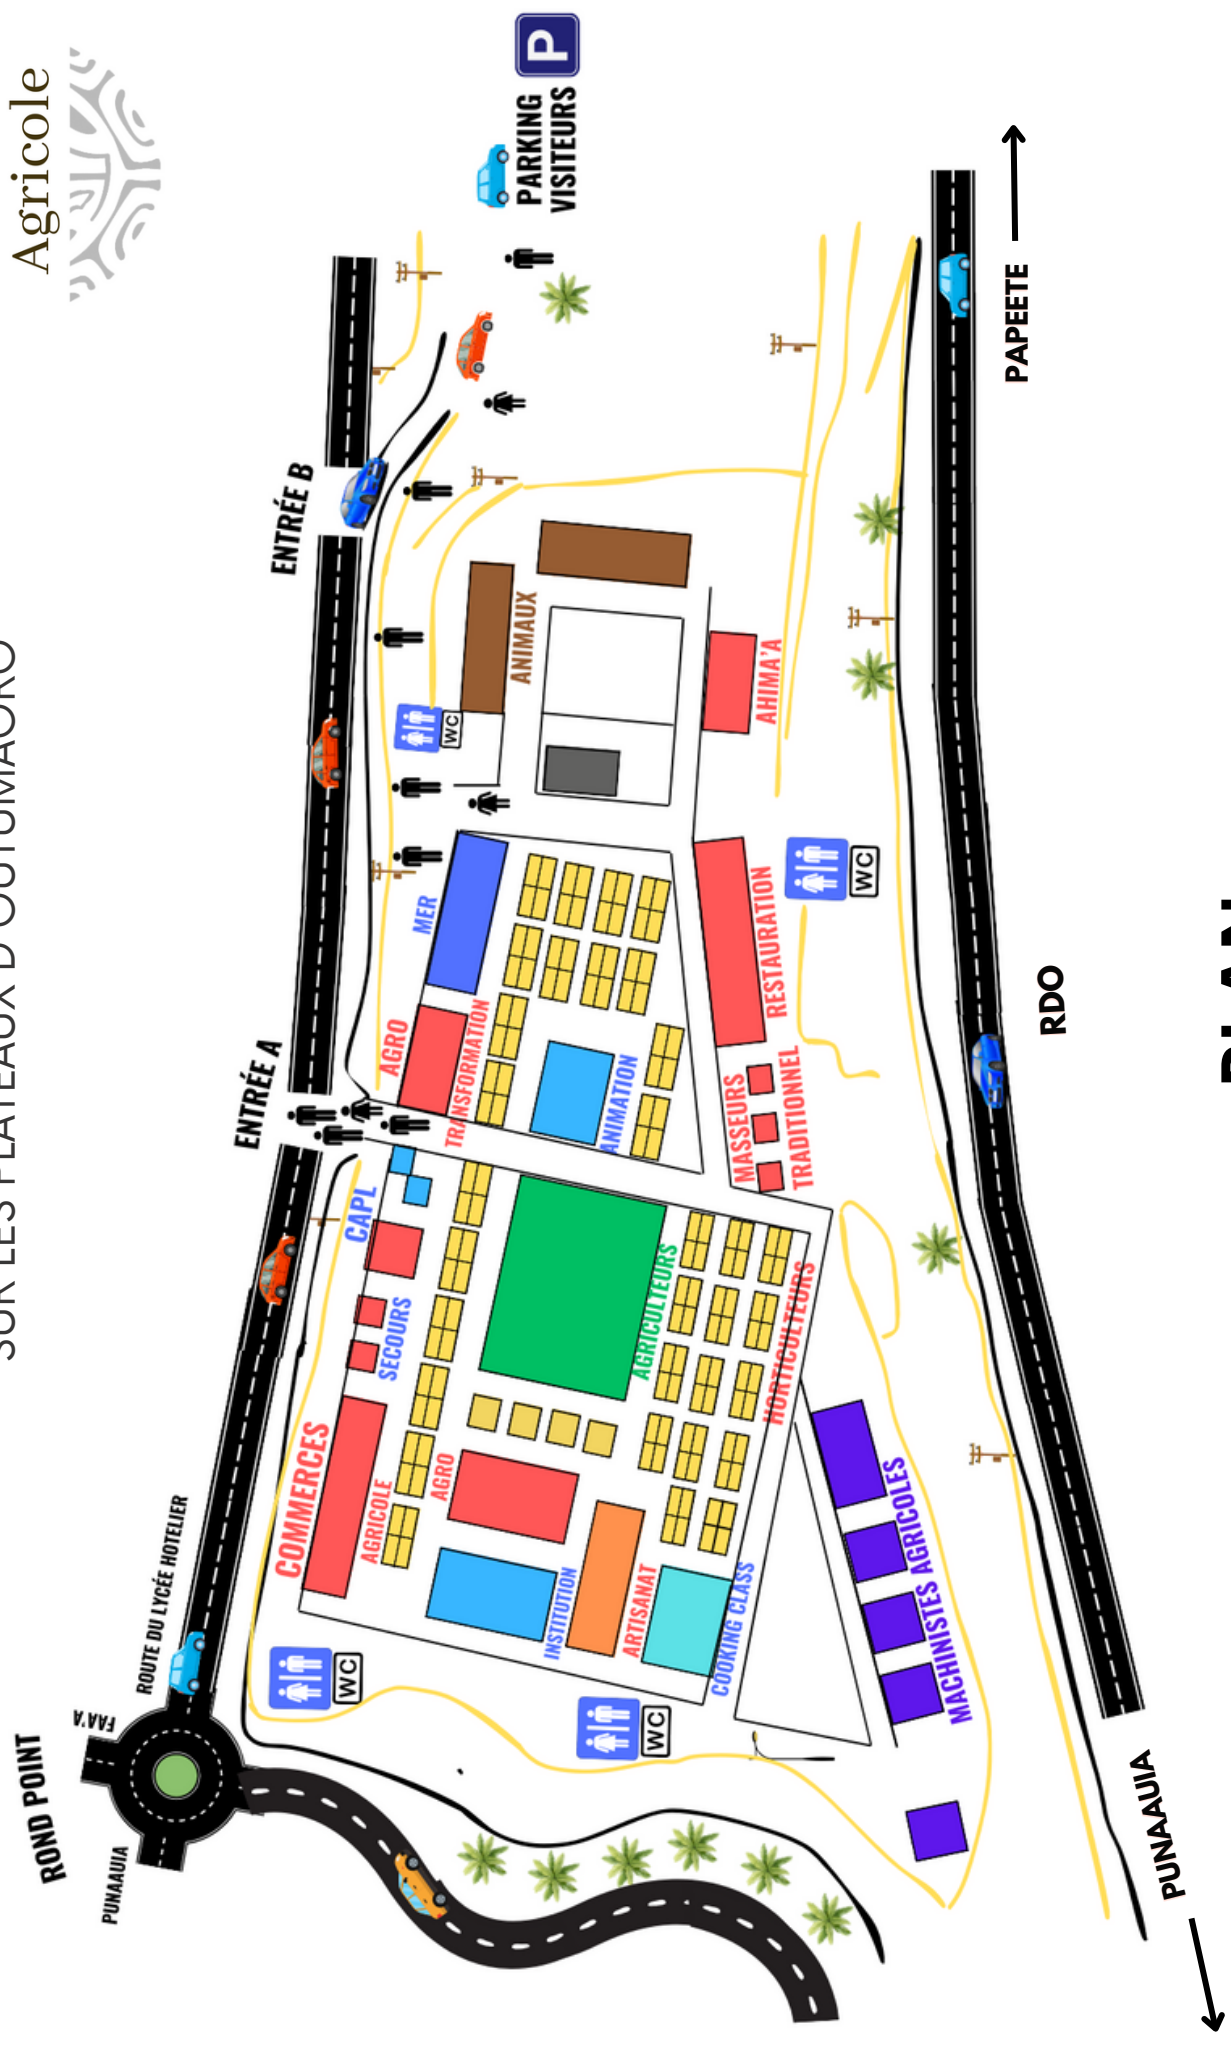 Agricole
SUR LES PLATEAUX D'OUTUMAORO
P
PARKING
VISITEURS
ENTRÉE B
ENTRÉE A
ROUTE DU LYCÉE HOTELIER
FAA'A
ROND POINT
PUNAAUIA
ANIMAUX
WC
AHIMA'A
MER
AGRO
TRANSFORMATION
ANIMATION
RESTAURATION
WC
MASSEURS
TRADITIONNEL
CAPL
SECOURS
COMMERCES
AGRICOLE
AGRO
AGRICULTEURS
HORTICULTEURS
INSTITUTION
ARTISANAT
COOKING CLASS
WC
WC
MACHINISTES AGRICOLES
PAPEETE
RDO
PUNAAUIA
PLAN